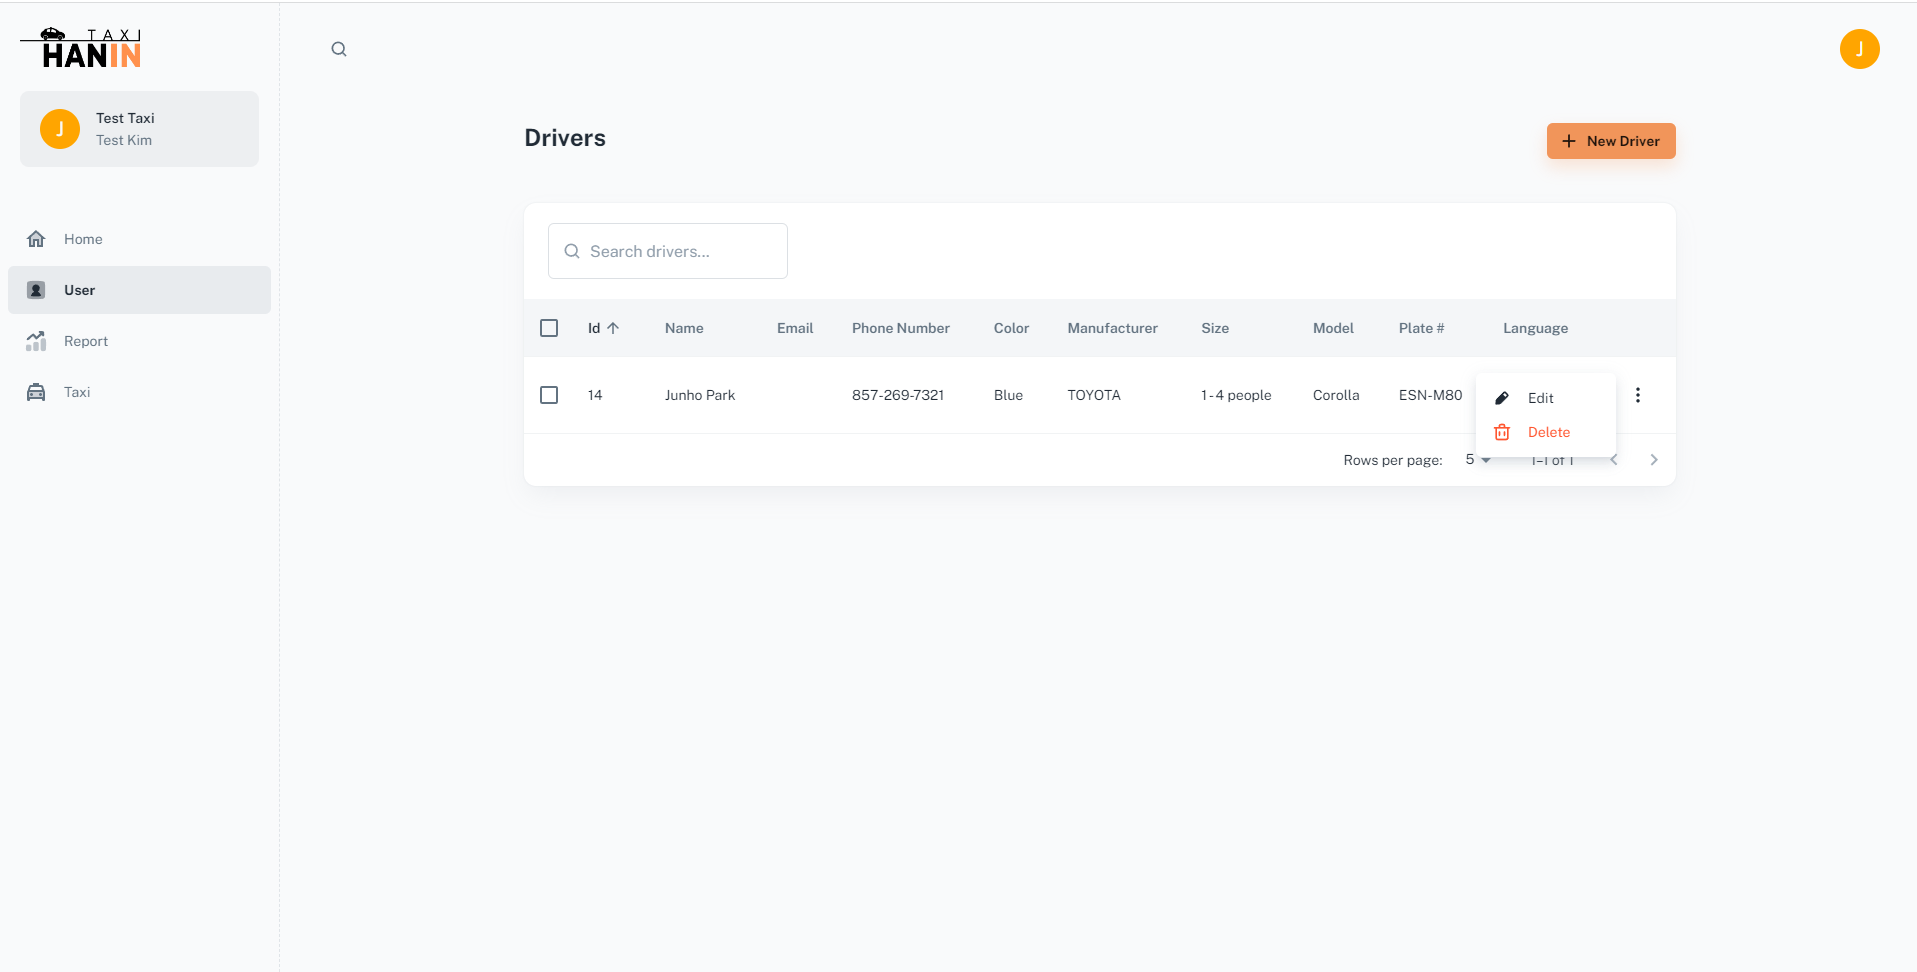 TAXI
HANIN
J
J
Test Taxi
Test Kim
Home
User
Report
Taxi
Drivers
New Driver
Search drivers...
Id Name Email Phone Number Color Manufacturer Size Model Plate # Language
14 Junho Park 857-269-7321 Blue TOYOTA 1 - 4 people Corolla ESN-M80
Edit
Delete
Rows per page: 5 1–1 of 1